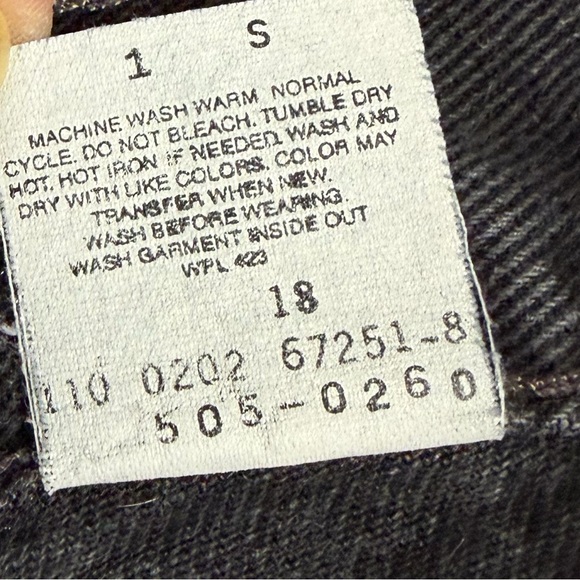 1 S
MACHINE WASH WARM NORMAL
CYCLE. DO NOT BLEACH. TUMBLE DRY
HOT. HOT IRON IF NEEDED. WASH AND
DRY WITH LIKE COLORS. COLOR MAY
TRANSFER WHEN NEW.
WASH BEFORE WEARING.
WASH GARMENT INSIDE OUT
WPL 423
18
110 0202 67251-8
505-0260